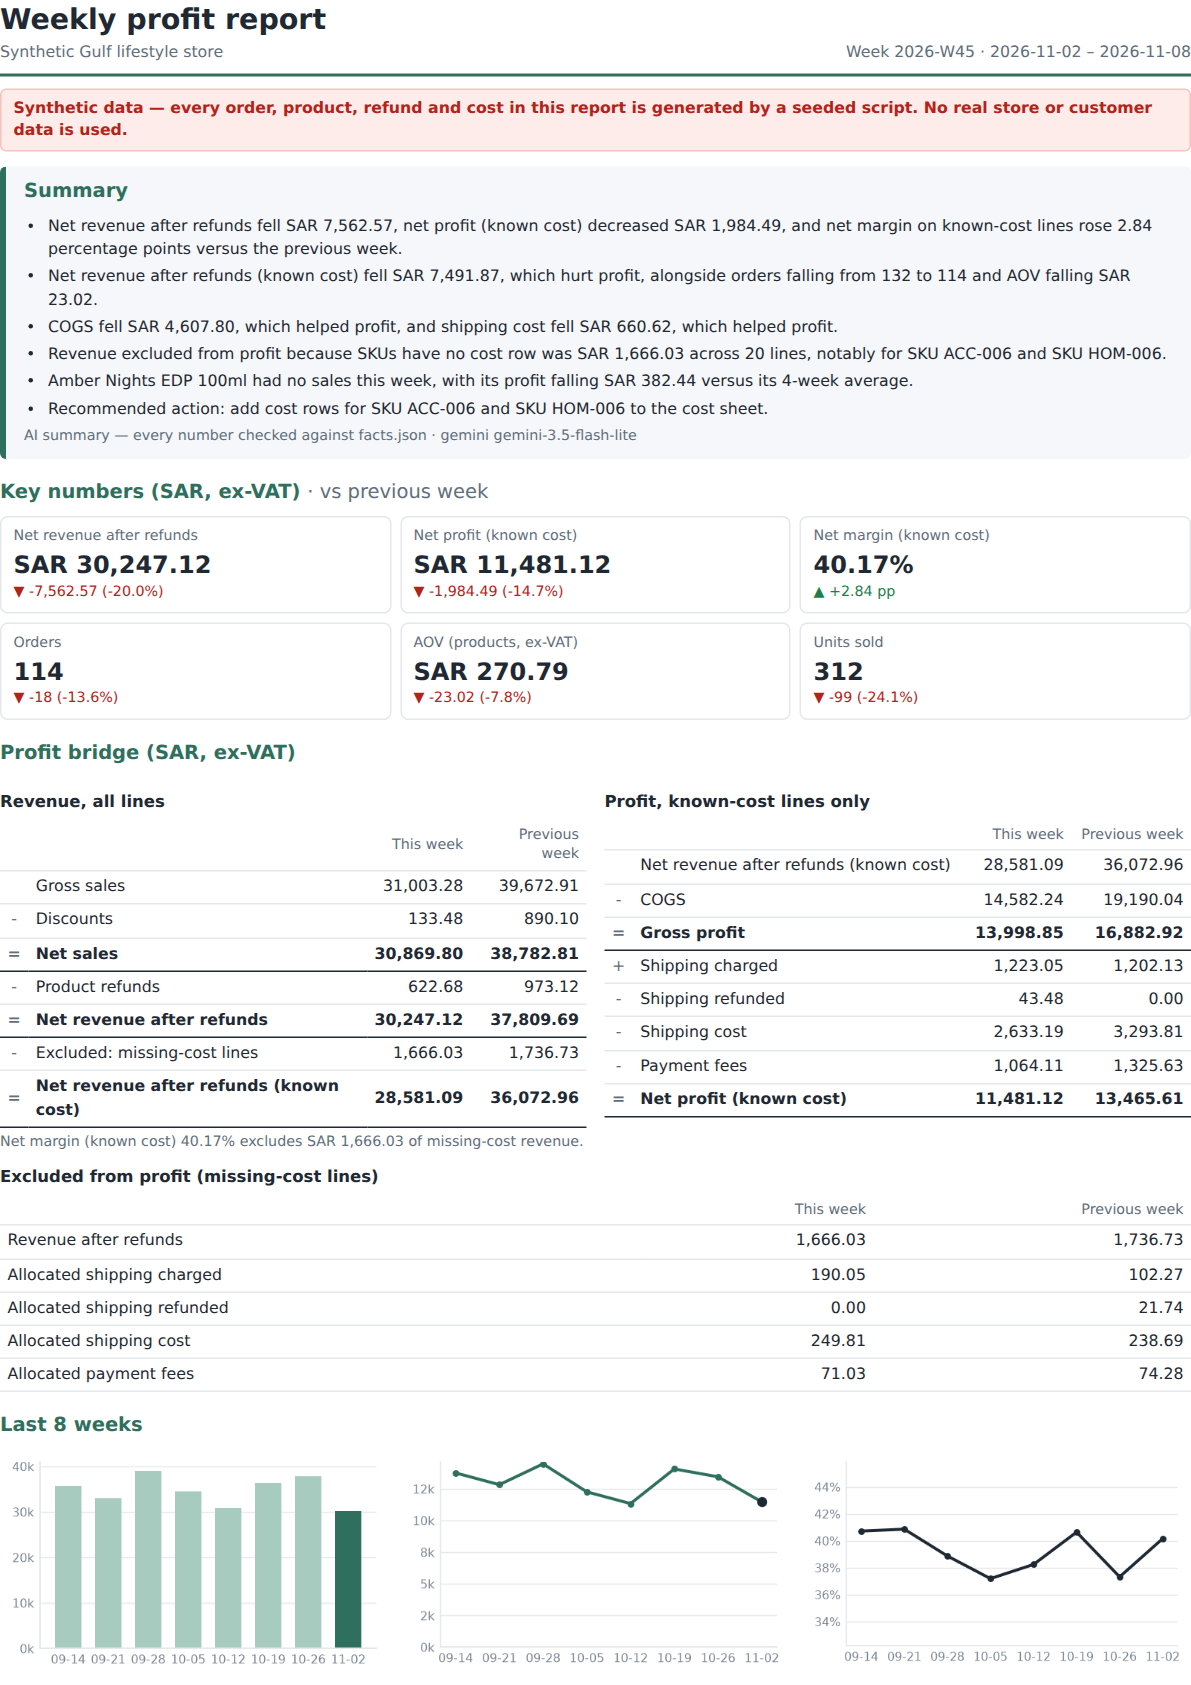 Weekly profit report
Synthetic Gulf lifestyle store
Week 2026-W45 · 2026-11-02 – 2026-11-08
Synthetic data — every order, product, refund and cost in this report is generated by a seeded script. No real store or customer
data is used.
Summary
• Net revenue after refunds fell SAR 7,562.57, net profit (known cost) decreased SAR 1,984.49, and net margin on known-cost lines rose 2.84
percentage points versus the previous week.
• Net revenue after refunds (known cost) fell SAR 7,491.87, which hurt profit, alongside orders falling from 132 to 114 and AOV falling SAR
23.02.
• COGS fell SAR 4,607.80, which helped profit, and shipping cost fell SAR 660.62, which helped profit.
• Revenue excluded from profit because SKUs have no cost row was SAR 1,666.03 across 20 lines, notably for SKU ACC-006 and SKU HOM-006.
• Amber Nights EDP 100ml had no sales this week, with its profit falling SAR 382.44 versus its 4-week average.
• Recommended action: add cost rows for SKU ACC-006 and SKU HOM-006 to the cost sheet.
AI summary — every number checked against facts.json · gemini gemini-3.5-flash-lite
Key numbers (SAR, ex-VAT) · vs previous week
Net revenue after refunds
SAR 30,247.12
▼ -7,562.57 (-20.0%)
Net profit (known cost)
SAR 11,481.12
▼ -1,984.49 (-14.7%)
Net margin (known cost)
40.17%
▲ +2.84 pp
Orders
114
▼ -18 (-13.6%)
AOV (products, ex-VAT)
SAR 270.79
▼ -23.02 (-7.8%)
Units sold
312
▼ -99 (-24.1%)
Profit bridge (SAR, ex-VAT)
Revenue, all lines
This week Previous
week
Gross sales 31,003.28 39,672.91
- Discounts 133.48 890.10
= Net sales 30,869.80 38,782.81
- Product refunds 622.68 973.12
= Net revenue after refunds 30,247.12 37,809.69
- Excluded: missing-cost lines 1,666.03 1,736.73
= Net revenue after refunds (known
cost) 28,581.09 36,072.96
Net margin (known cost) 40.17% excludes SAR 1,666.03 of missing-cost revenue.
Profit, known-cost lines only
This week Previous week
Net revenue after refunds (known cost) 28,581.09 36,072.96
- COGS 14,582.24 19,190.04
= Gross profit 13,998.85 16,882.92
+ Shipping charged 1,223.05 1,202.13
- Shipping refunded 43.48 0.00
- Shipping cost 2,633.19 3,293.81
- Payment fees 1,064.11 1,325.63
= Net profit (known cost) 11,481.12 13,465.61
Excluded from profit (missing-cost lines)
This week Previous week
Revenue after refunds 1,666.03 1,736.73
Allocated shipping charged 190.05 102.27
Allocated shipping refunded 0.00 21.74
Allocated shipping cost 249.81 238.69
Allocated payment fees 71.03 74.28
Last 8 weeks
40k
30k
20k
10k
0k
09-14 09-21 09-28 10-05 10-12 10-19 10-26 11-02
12k
10k
8k
5k
2k
0k
09-14 09-21 09-28 10-05 10-12 10-19 10-26 11-02
44%
42%
40%
38%
36%
34%
09-14 09-21 09-28 10-05 10-12 10-19 10-26 11-02